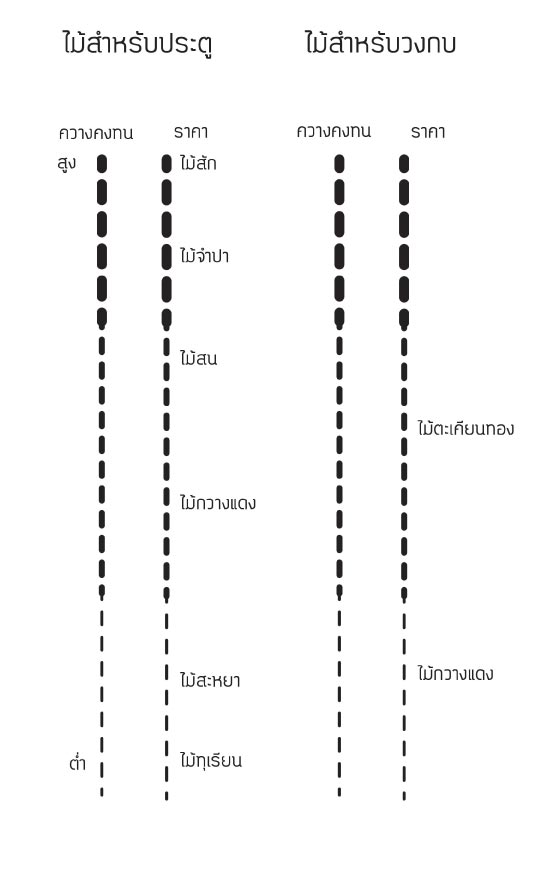 ไม้สำหรับประตู
ไม้สำหรับวงกบ
ความคงทน
ราคา
ความคงทน
ราคา
สูง
ไม้สัก
ไม้จำปา
ไม้สน
ไม้ตะเคียนทอง
ไม้กวางแดง
ไม้กวางแดง
ไม้สะหยา
ต่ำ
ไม้ทุเรียน